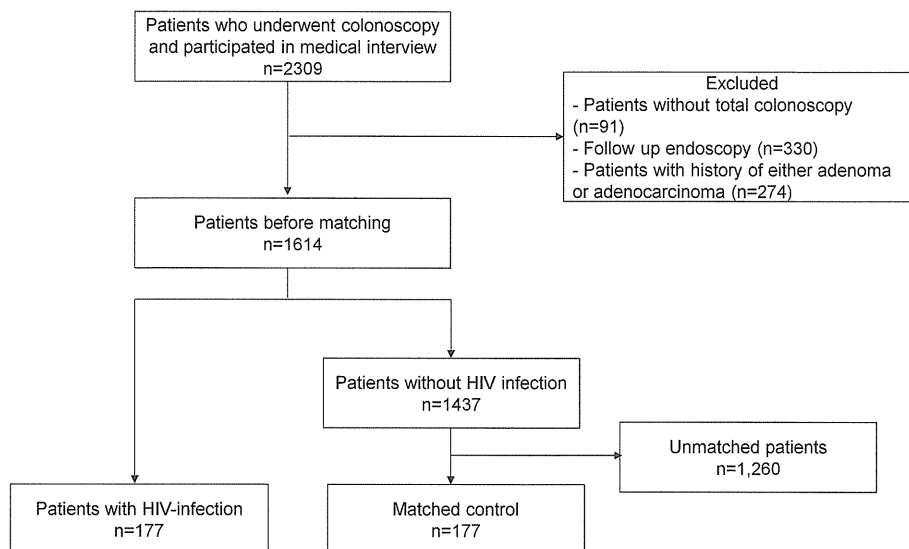 Patients who underwent colonoscopy
and participated in medical interview
n=2309
Excluded
- Patients without total colonoscopy
(n=91)
- Follow up endoscopy (n=330)
- Patients with history of either adenoma
or adenocarcinoma (n=274)
Patients before matching
n=1614
Patients without HIV infection
n=1437
Unmatched patients
n=1,260
Patients with HIV-infection
n=177
Matched control
n=177